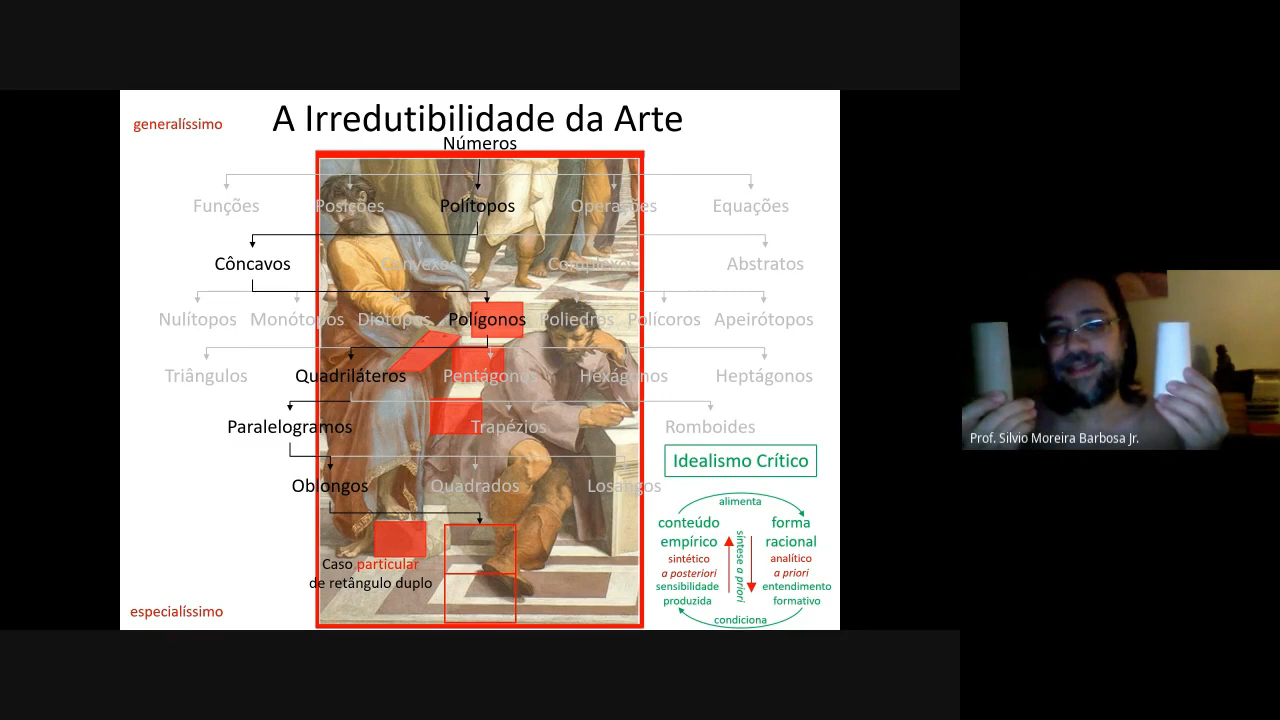 generalíssimo
A Irredutibilidade da Arte
Números
Funções Posições Polítopos Operações Equações
Côncavos Convexos Complexos Abstratos
Nulítopos Monótopos Diótopos Polígonos Poliedros Polícoros Apeirótopos
Triângulos Quadriláteros Pentágonos Hexágonos Heptágonos
Paralelogramos Trapézios Romboides
Idealismo Crítico
Oblongos Quadrados Losangos
alimenta
conteúdo
empírico
sintético
a posteriori
sensibilidade
produzida
síntese a priori
forma
racional
analítico
a priori
entendimento
formativo
condiciona
Caso particular
de retângulo duplo
especialíssimo
Prof. Silvio Moreira Barbosa Jr.